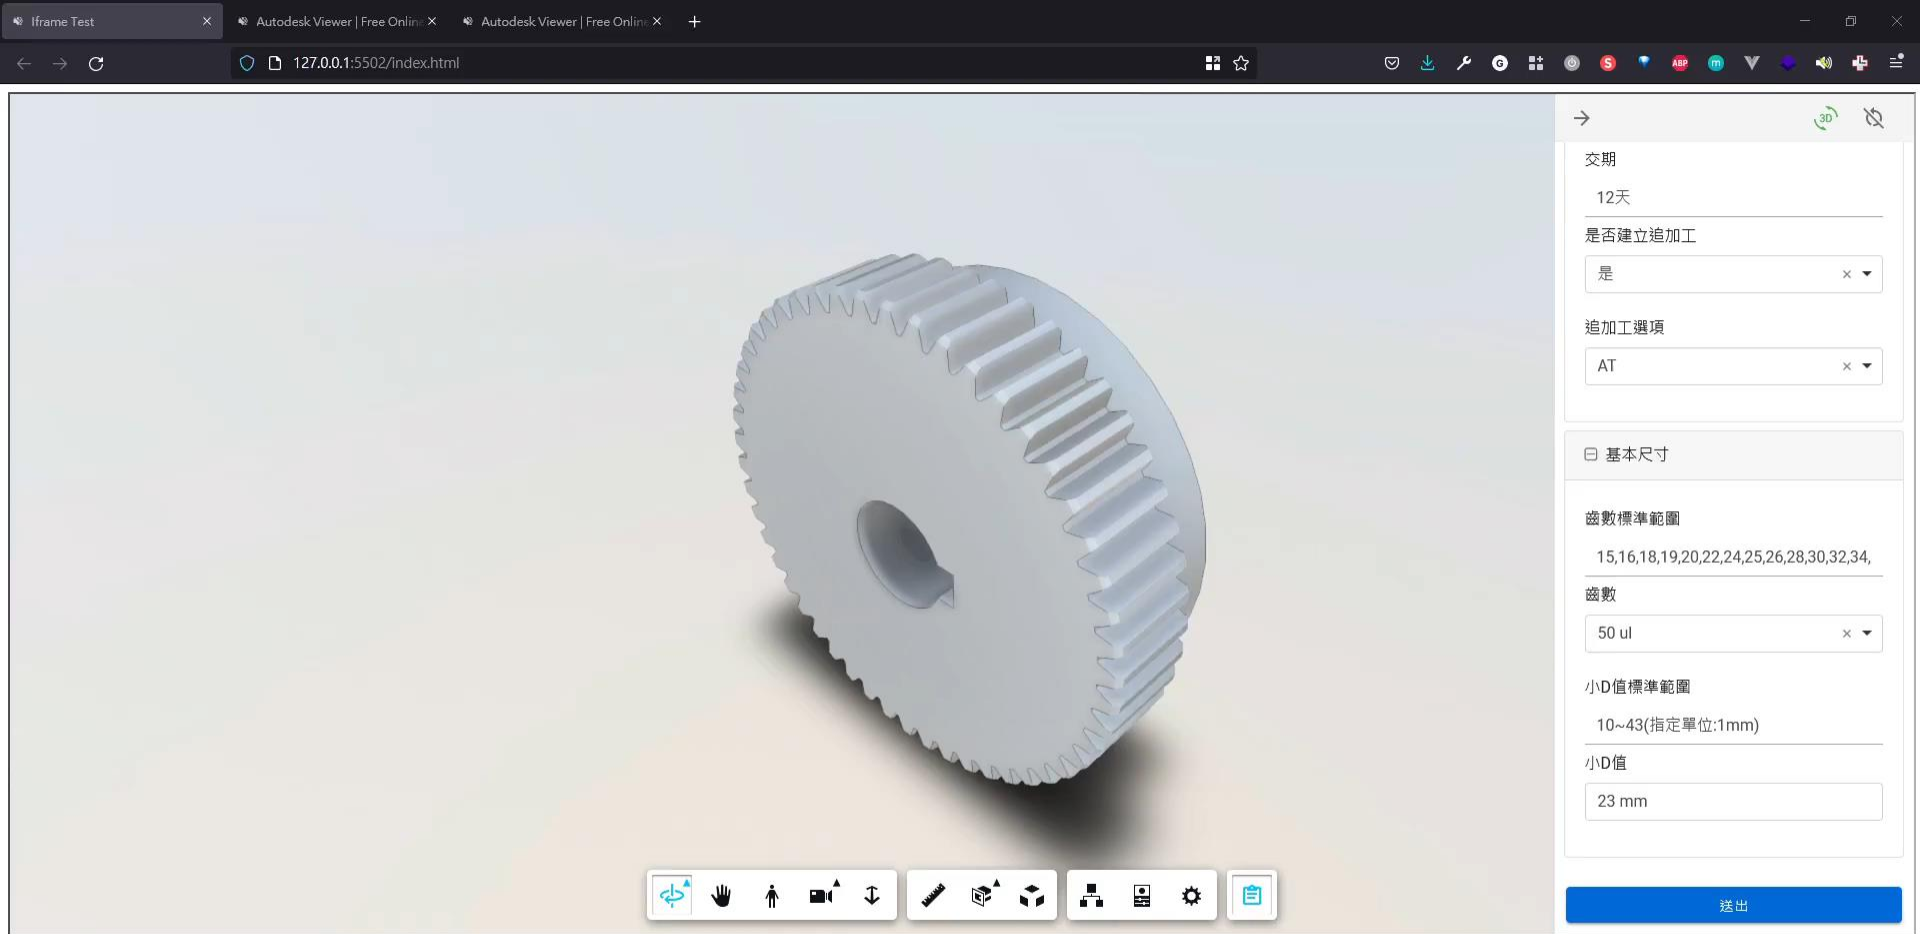 Iframe Test
Autodesk Viewer | Free Online
Autodesk Viewer | Free Online
127.0.0.1:5502/index.html
G
S
ABP
m
3D
交期
12天
是否建立追加工
是
追加工選項
AT
基本尺寸
齒數標準範圍
15,16,18,19,20,22,24,25,26,28,30,32,34,
齒數
50 ul
小D值標準範圍
10~43(指定單位:1mm)
小D值
23 mm
送出